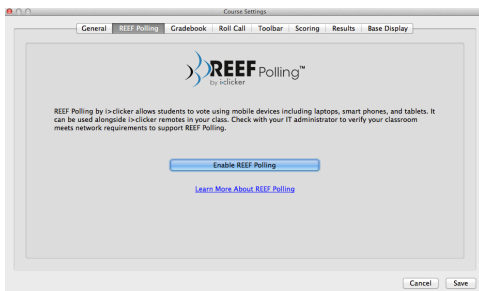 Course Settings
General REEF Polling Gradebook Roll Call Toolbar Scoring Results Base Display
REEF Polling™
by i>clicker
REEF Polling by i>clicker allows students to vote using mobile devices including laptops, smart phones, and tablets. It
can be used alongside i>clicker remotes in your class. Check with your IT administrator to verify your classroom
meets network requirements to support REEF Polling.
Enable REEF Polling
Learn More About REEF Polling
Cancel Save